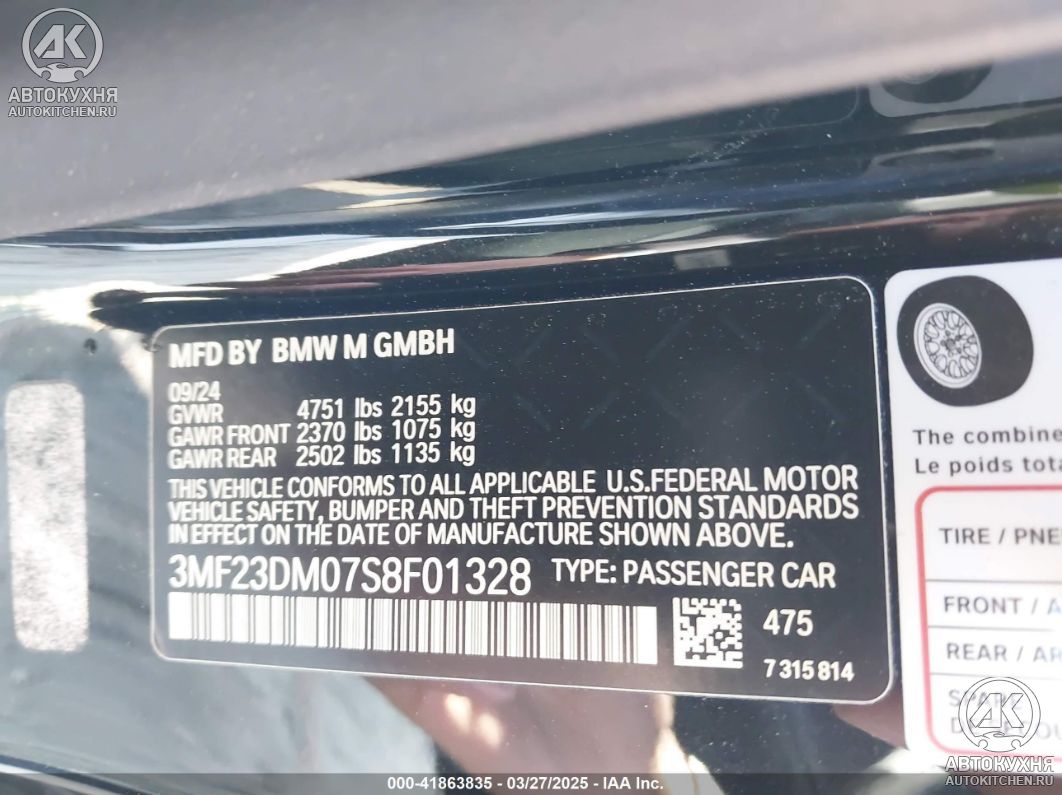 АК
АВТОКУХНЯ
AUTOKITCHEN.RU
MFD BY BMW M GMBH
09/24
GVWR 4751 lbs 2155 kg
GAWR FRONT 2370 lbs 1075 kg
GAWR REAR 2502 lbs 1135 kg
THIS VEHICLE CONFORMS TO ALL APPLICABLE U.S.FEDERAL MOTOR
VEHICLE SAFETY, BUMPER AND THEFT PREVENTION STANDARDS
IN EFFECT ON THE DATE OF MANUFACTURE SHOWN ABOVE.
3MF23DM07S8F01328 TYPE: PASSENGER CAR
475
7 315 814
The combine
Le poids tota
TIRE / PNE
FRONT / A
REAR / AR
АК
АВТОКУХНЯ
AUTOKITCHEN.RU
000-41863835 - 03/27/2025 - IAA Inc.